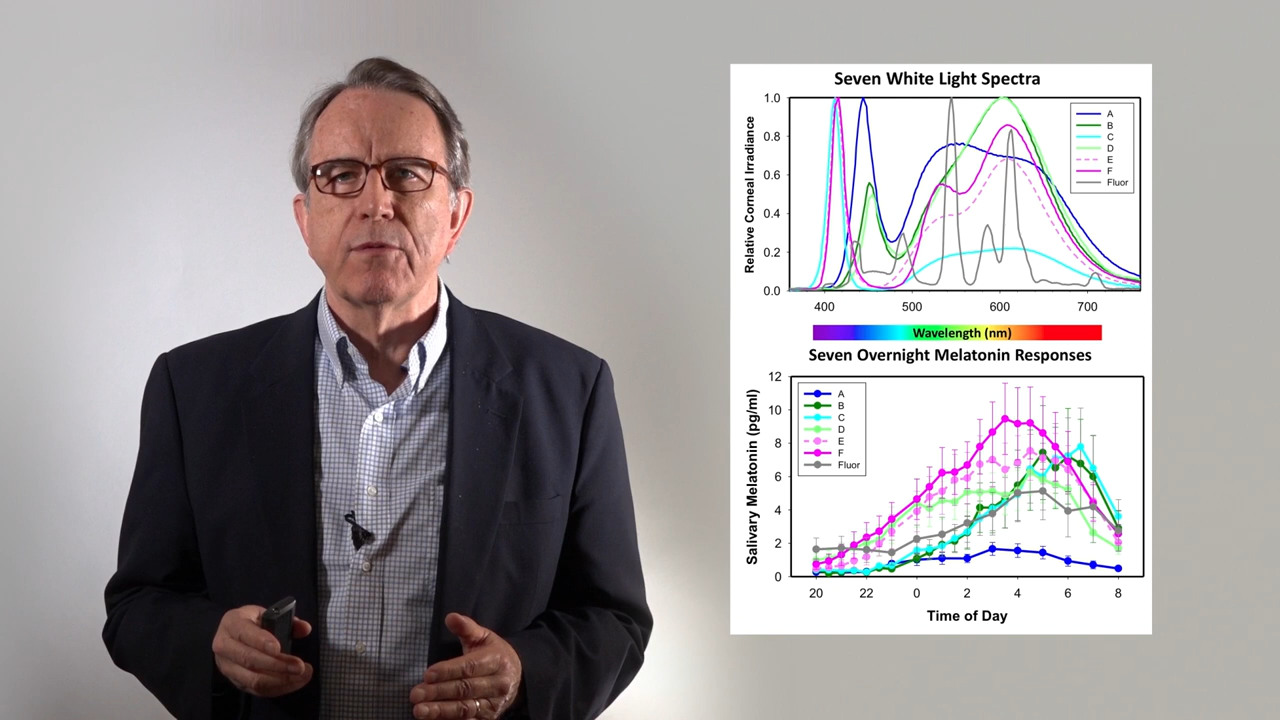 Seven White Light Spectra
Relative Corneal Irradiance
1.0
0.8
0.6
0.4
0.2
0.0
A
B
C
D
E
F
Fluor
400 500 600 700
Wavelength (nm)
Seven Overnight Melatonin Responses
Salivary Melatonin (pg/ml)
12
10
8
6
4
2
0
A
B
C
D
E
F
Fluor
20 22 0 2 4 6 8
Time of Day